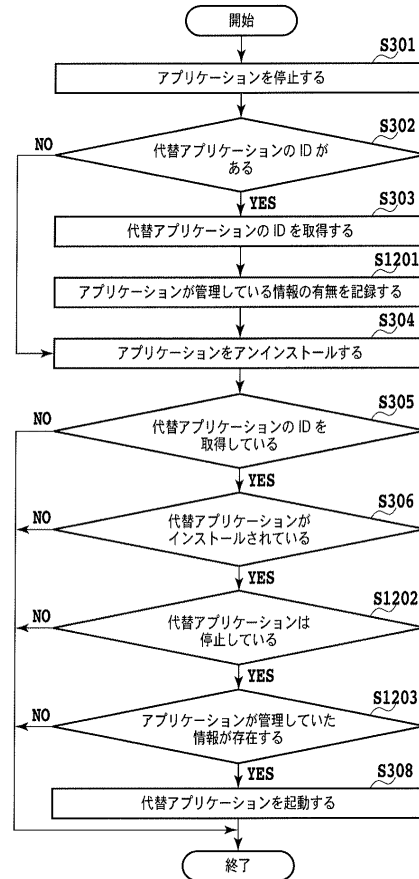 開始
S301
アプリケーションを停止する
S302
NO
代替アプリケーションの ID が
ある
YES
S303
代替アプリケーションの ID を取得する
S1201
アプリケーションが管理している情報の有無を記録する
S304
アプリケーションをアンインストールする
S305
NO
代替アプリケーションの ID を
取得している
YES
S306
NO
代替アプリケーションが
インストールされている
YES
S1202
NO
代替アプリケーションは
停止している
YES
S1203
NO
アプリケーションが管理していた
情報が存在する
YES
S308
代替アプリケーションを起動する
終了